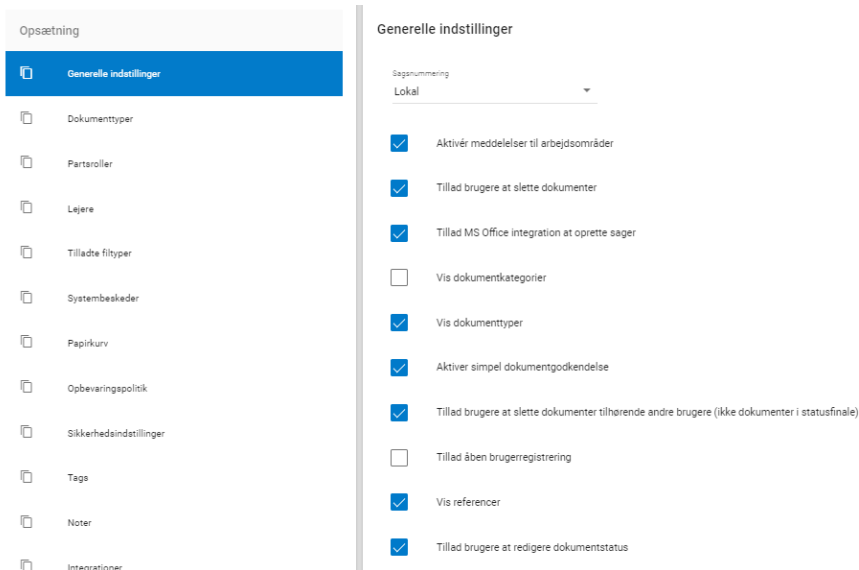 Opsætning
Generelle indstillinger
Dokumenttyper
Partsroller
Lejere
Tilladte filtyper
Systembeskeder
Papirkurv
Opbevaringspolitik
Sikkerhedsindstillinger
Tags
Noter
Integrationer
Generelle indstillinger
Sagsnummering
Lokal
Aktivér meddelelser til arbejdsområder
Tillad brugere at slette dokumenter
Tillad MS Office integration at oprette sager
Vis dokumentkategorier
Vis dokumenttyper
Aktiver simpel dokumentgodkendelse
Tillad brugere at slette dokumenter tilhørende andre brugere (ikke dokumenter i statusfinale)
Tillad åben brugerregistrering
Vis referencer
Tillad brugere at redigere dokumentstatus